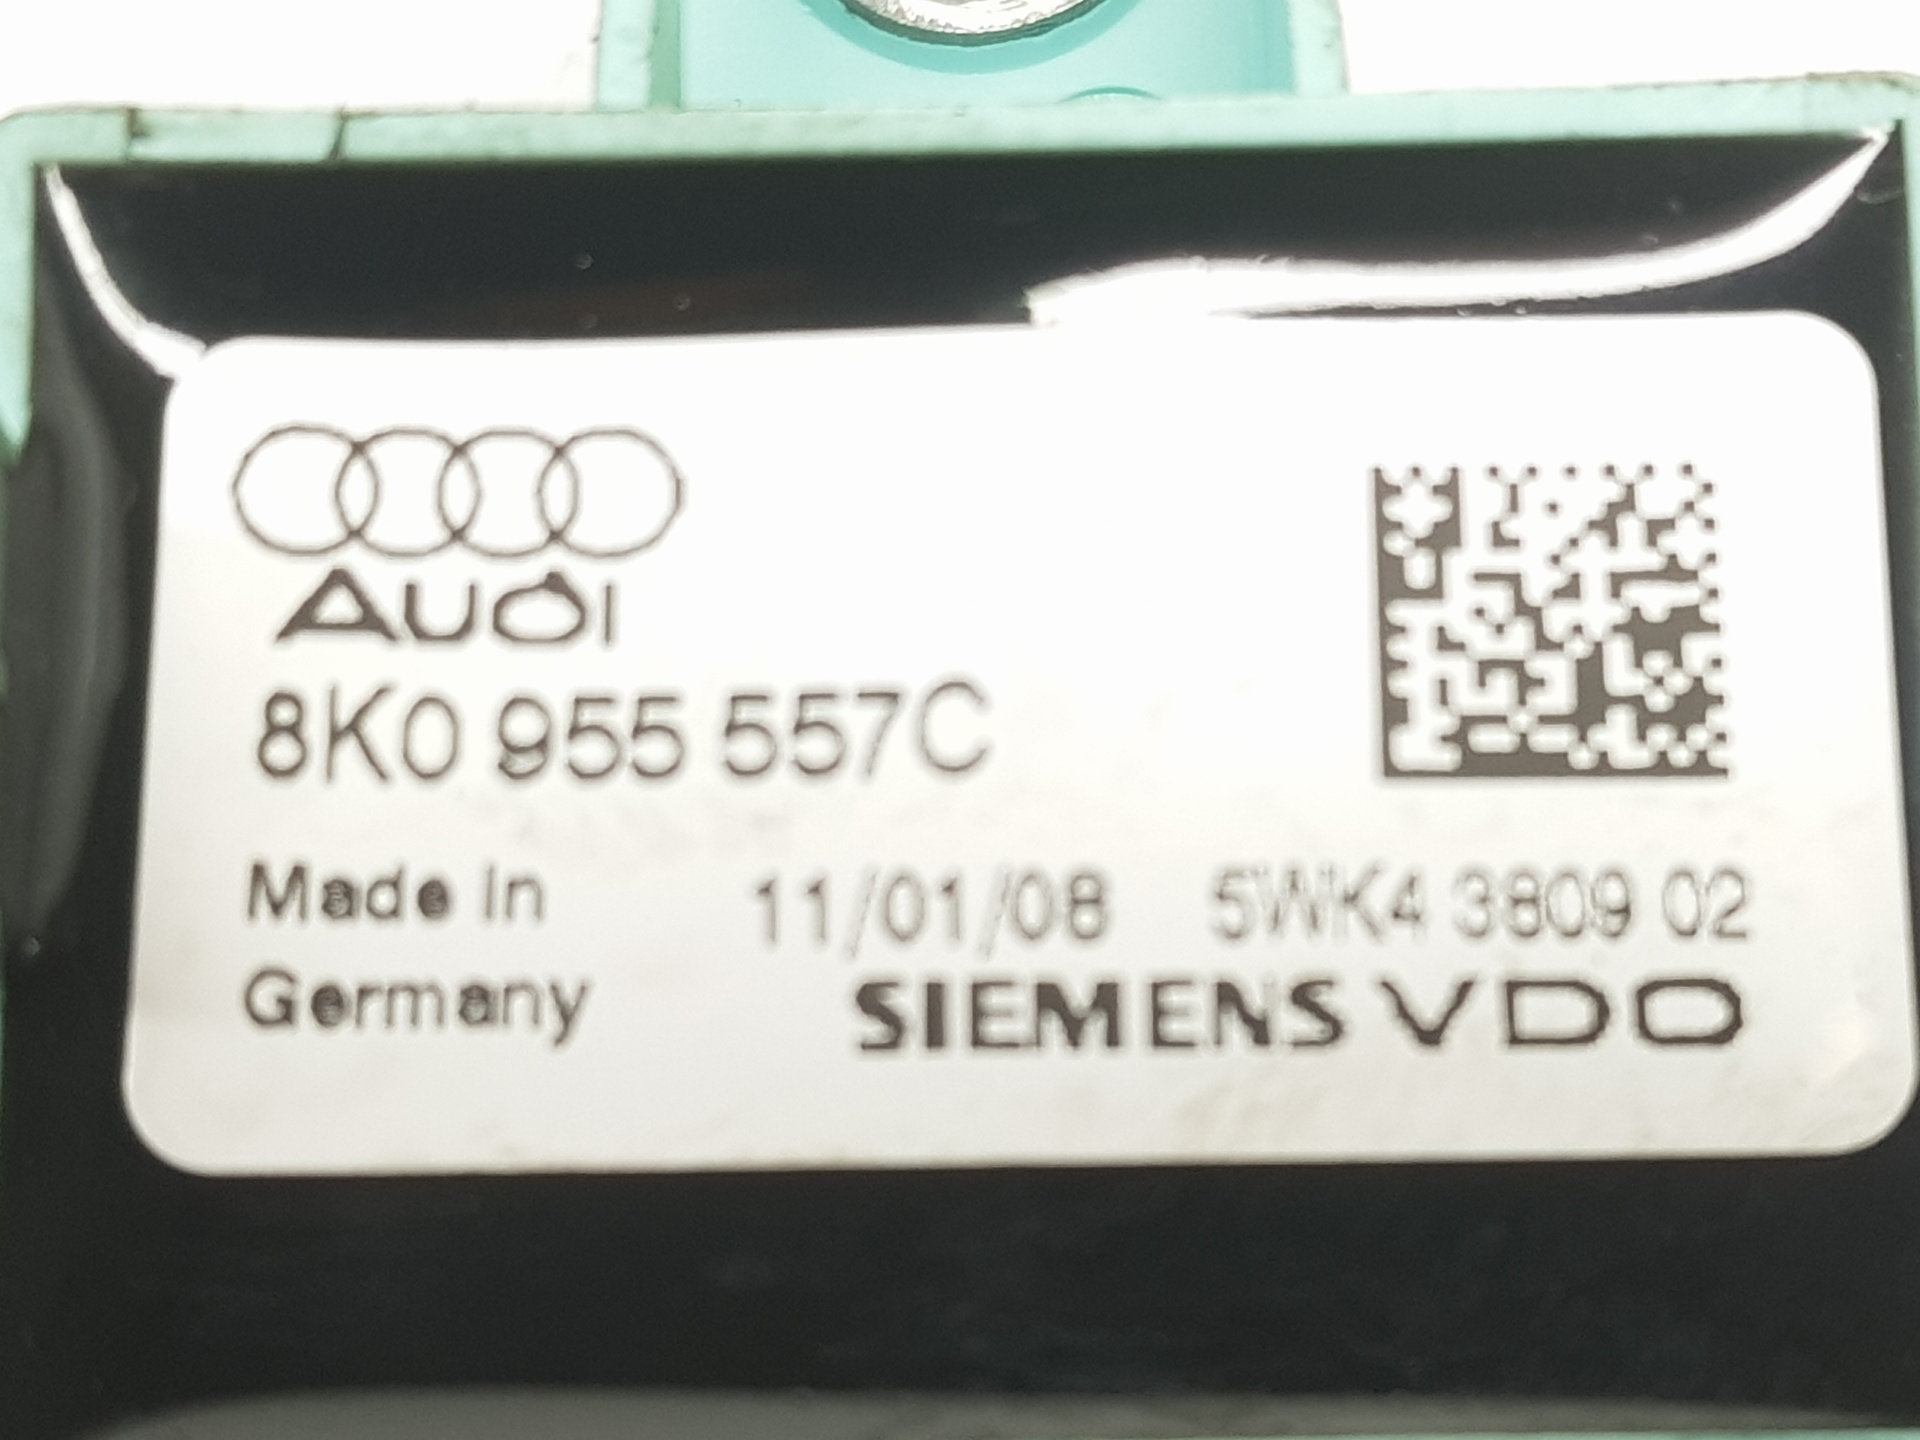 Audi
8K0 955 557C
Made In 11/01/08 5WK4 3809 02
Germany SIEMENS VDO